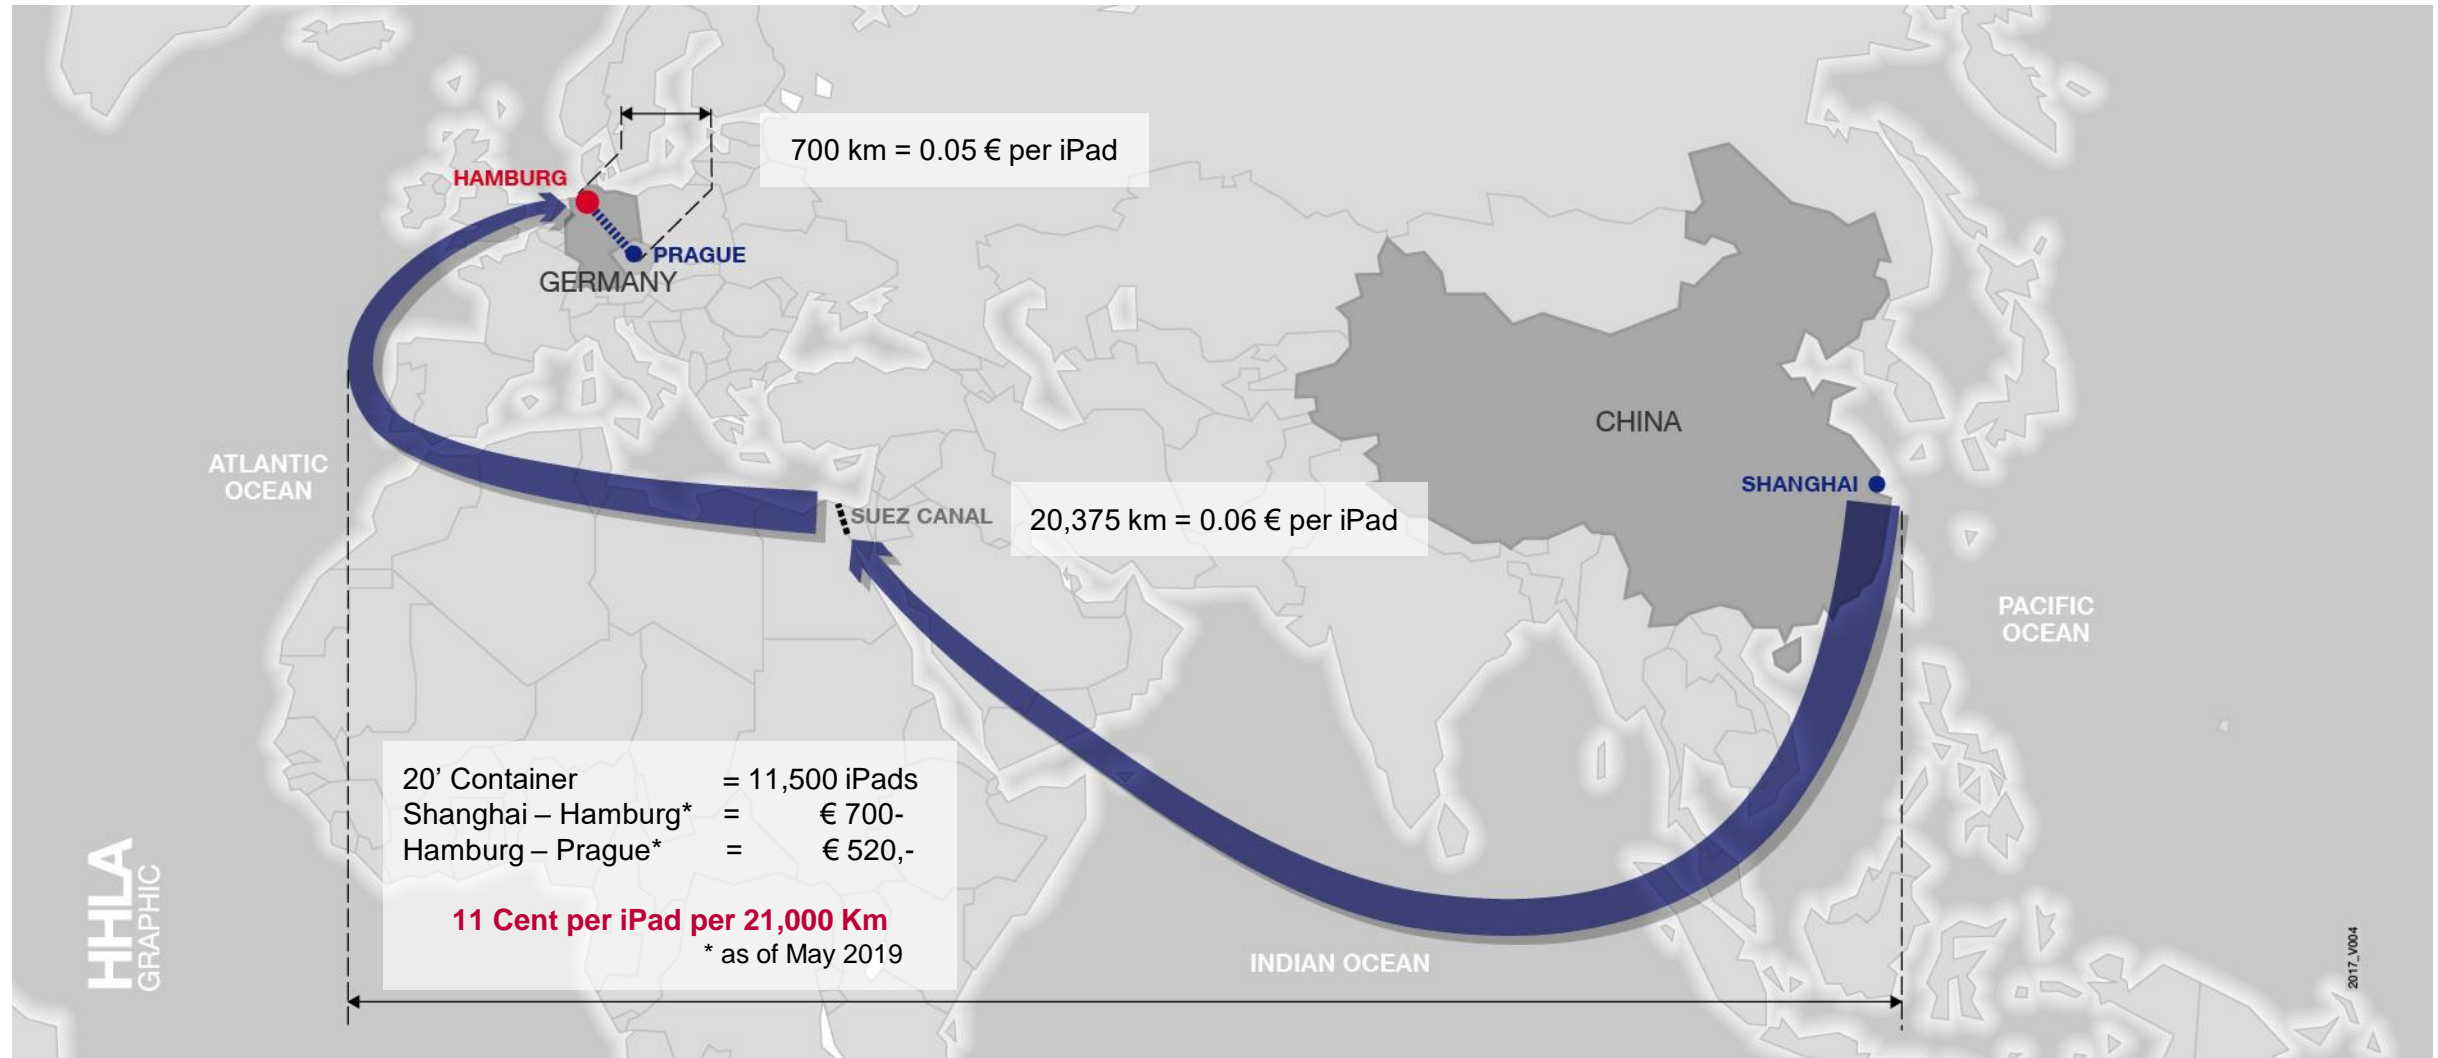 700 km = 0.05 € per iPad
HAMBURG
PRAGUE
GERMANY
CHINA
ATLANTIC
OCEAN
SHANGHAI
SUEZ CANAL
20,375 km = 0.06 € per iPad
PACIFIC
OCEAN
20’ Container = 11,500 iPads
Shanghai – Hamburg* = € 700-
Hamburg – Prague* = € 520,-
11 Cent per iPad per 21,000 Km
* as of May 2019
INDIAN OCEAN
HHLA
GRAPHIC
2017_V004